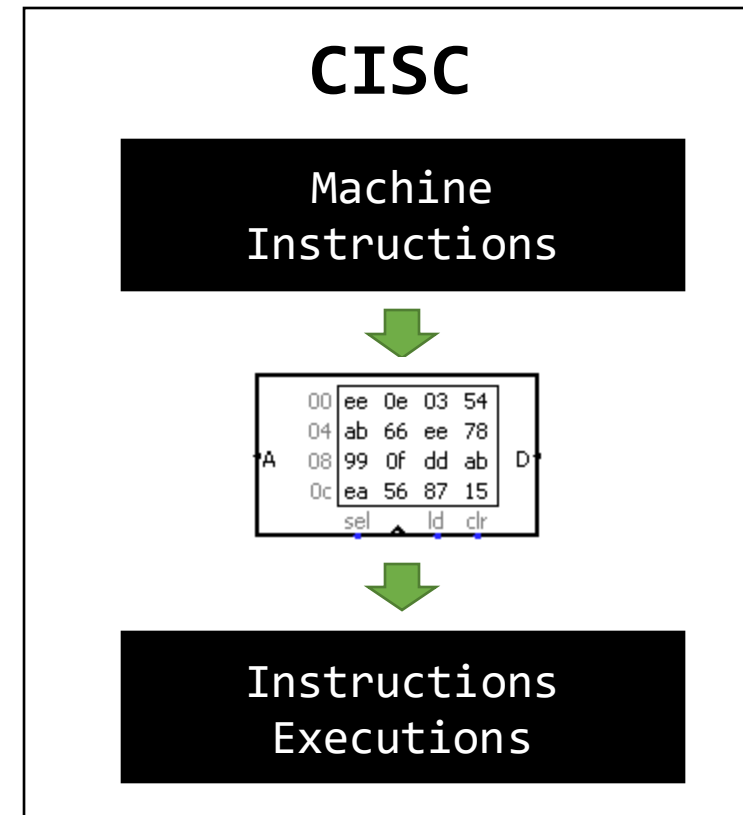 CISC
Machine
Instructions
00 ee 0e 03 54
04 ab 66 ee 78
A 08 99 0f dd ab D
0c ea 56 87 15
sel ld clr
Instructions
Executions